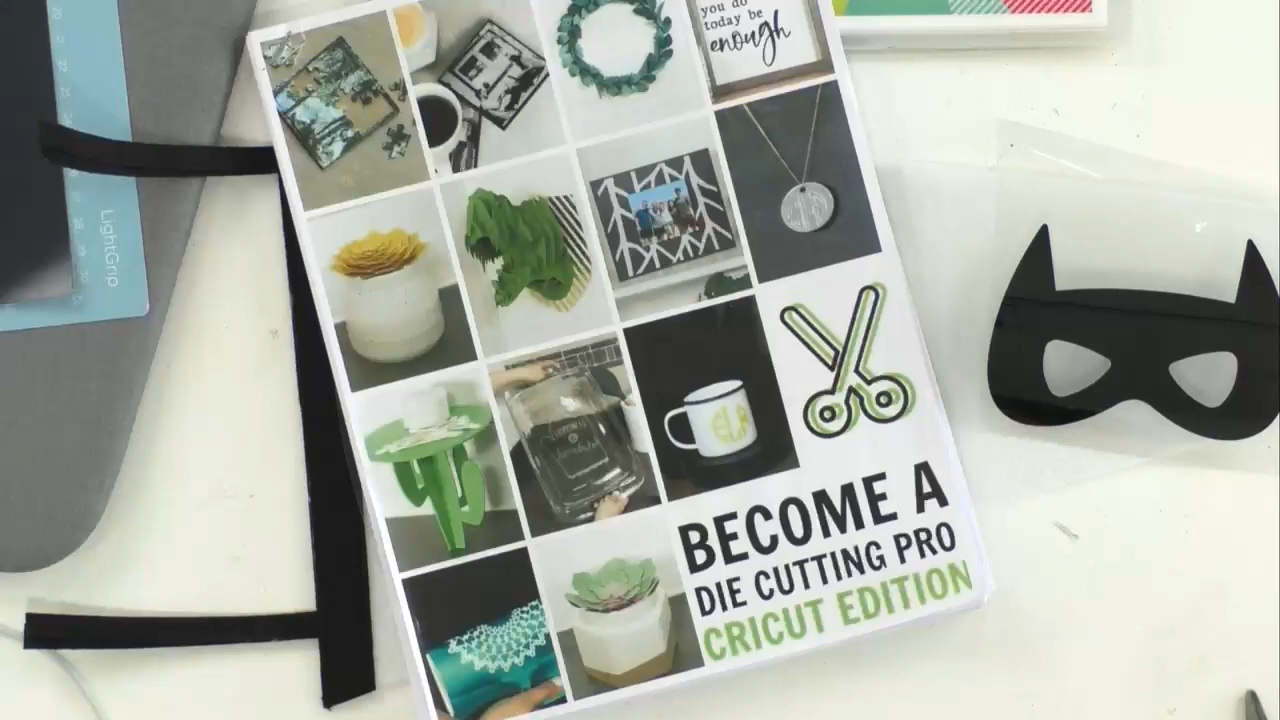 you do
today be
enough
LightGrip
BECOME A
DIE CUTTING PRO
CRICUT EDITION